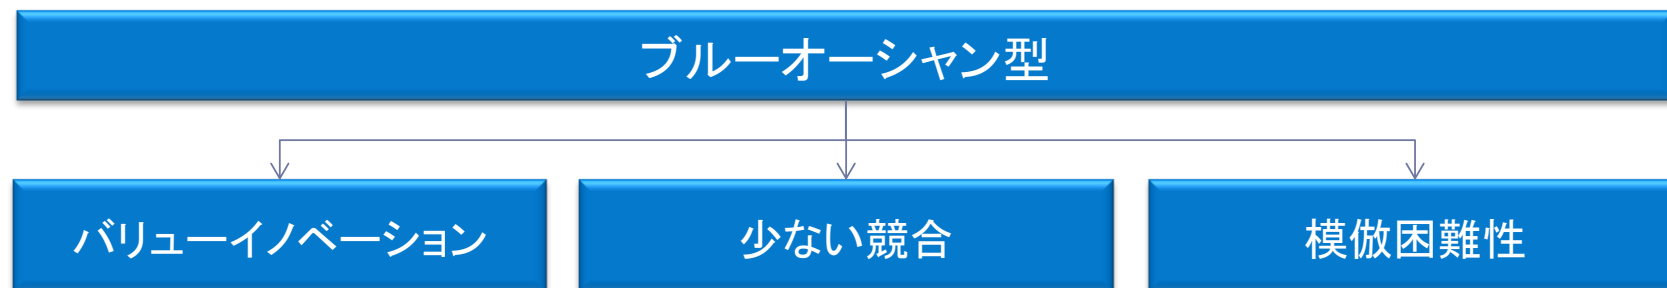 ブルーオーシャン型
バリューイノベーション
少ない競合
模倣困難性